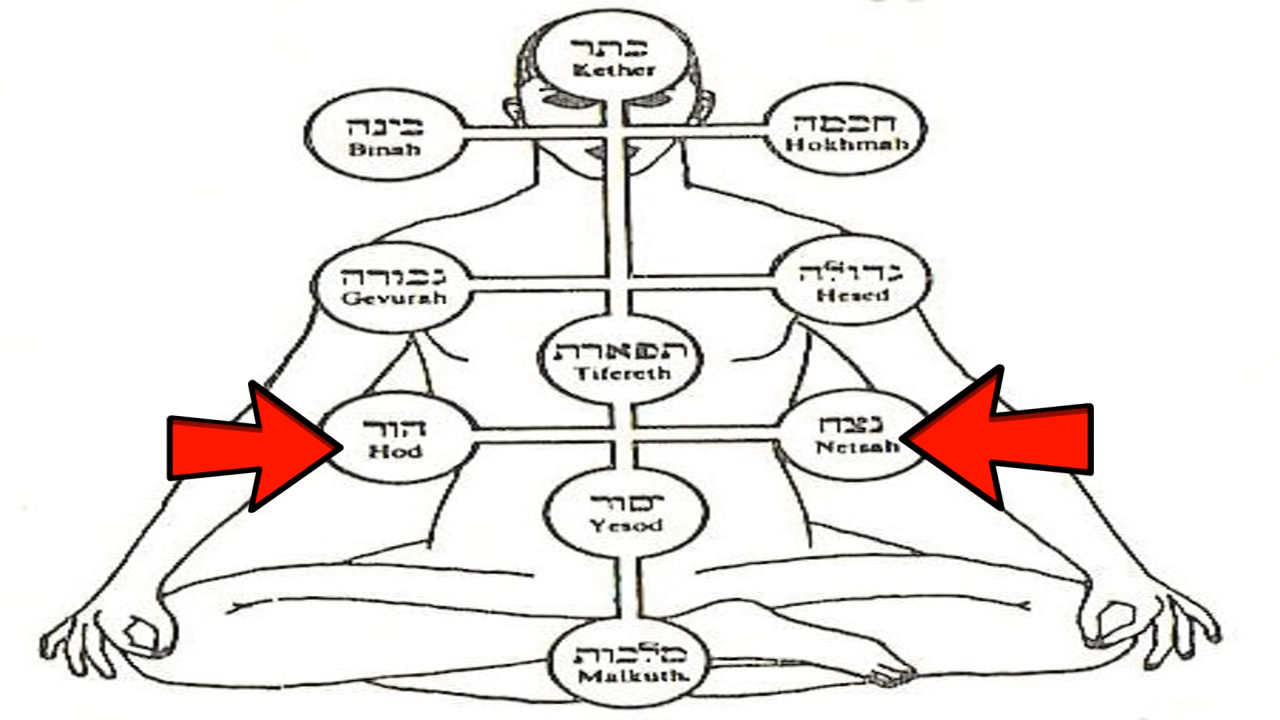 כתר
Kether
בינה
Binah
חכמה
Hokhmah
גבורה
Gevurah
גדולה
Hesed
תפארת
Tifereth
הוד
Hod
נצח
Netsah
יסוד
Yesod
מלכות
Malkuth